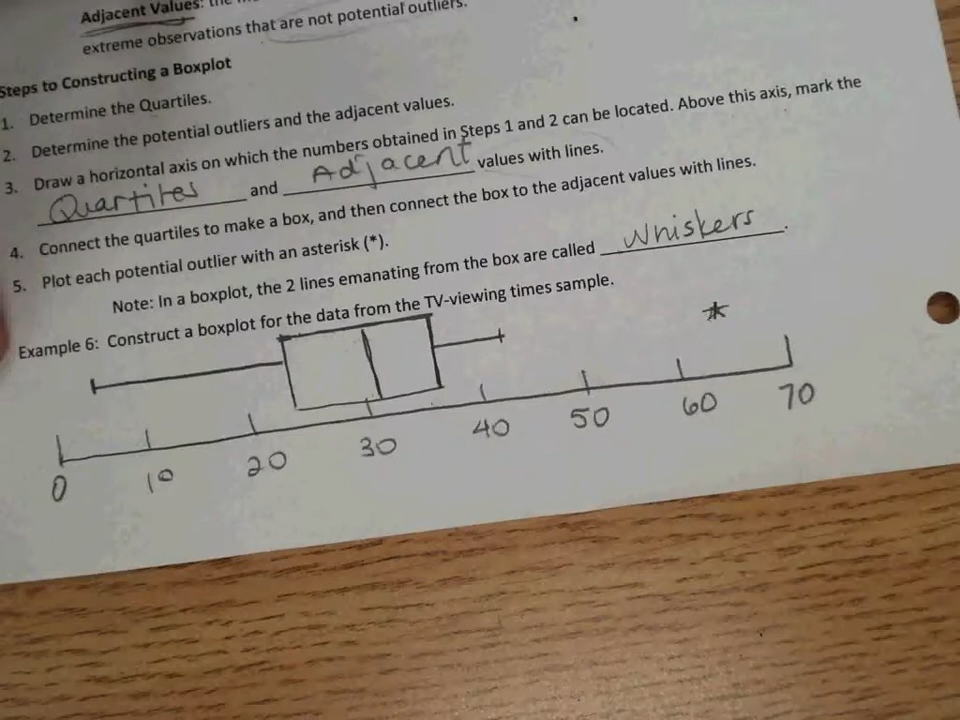 Adjacent Values: the
extreme observations that are not potential outliers.
Steps to Constructing a Boxplot
1. Determine the Quartiles.
2. Determine the potential outliers and the adjacent values.
3. Draw a horizontal axis on which the numbers obtained in Steps 1 and 2 can be located. Above this axis, mark the
Quartiles and Adjacent values with lines.
4. Connect the quartiles to make a box, and then connect the box to the adjacent values with lines.
5. Plot each potential outlier with an asterisk (*).
Note: In a boxplot, the 2 lines emanating from the box are called Whiskers.
Example 6: Construct a boxplot for the data from the TV-viewing times sample.
*
0 10 20 30 40 50 60 70